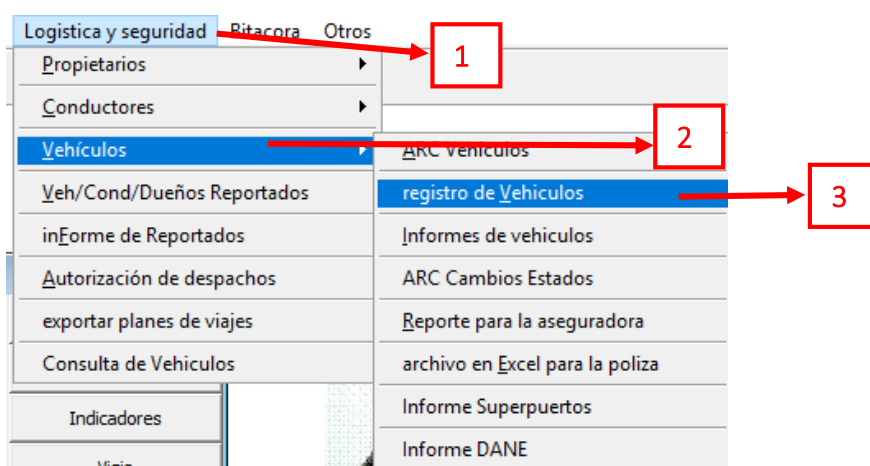 Logistica y seguridad Bitacora Otros
1
Propietarios
Conductores
2
Vehículos
ARC Vehiculos
Veh/Cond/Dueños Reportados
registro de Vehiculos
3
inForme de Reportados
Informes de vehiculos
Autorización de despachos
ARC Cambios Estados
exportar planes de viajes
Reporte para la aseguradora
Consulta de Vehiculos
archivo en Excel para la poliza
Indicadores
Informe Superpuertos
Informe DANE